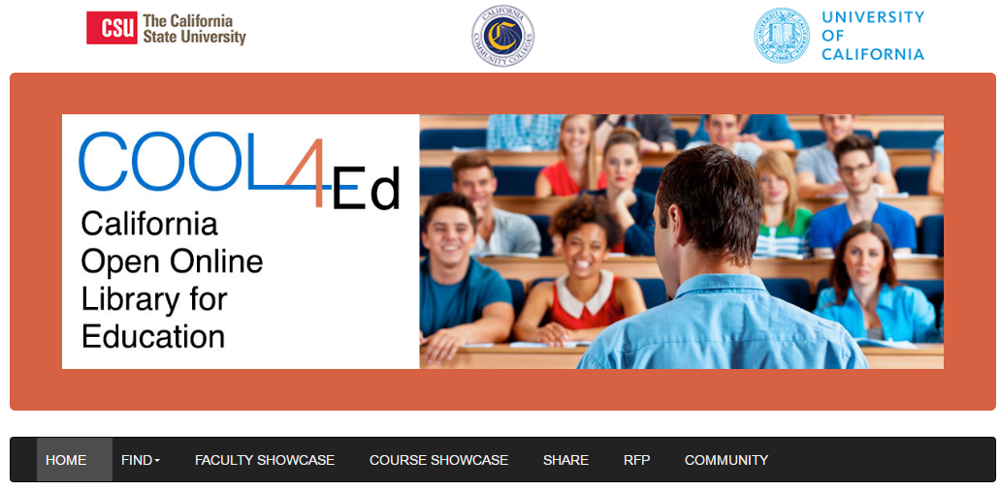 CSU The California
State University
CALIFORNIA
COMMUNITY COLLEGES
UNIVERSITY
OF
CALIFORNIA
COOL4Ed
California
Open Online
Library for
Education
HOME FIND FACULTY SHOWCASE COURSE SHOWCASE SHARE RFP COMMUNITY